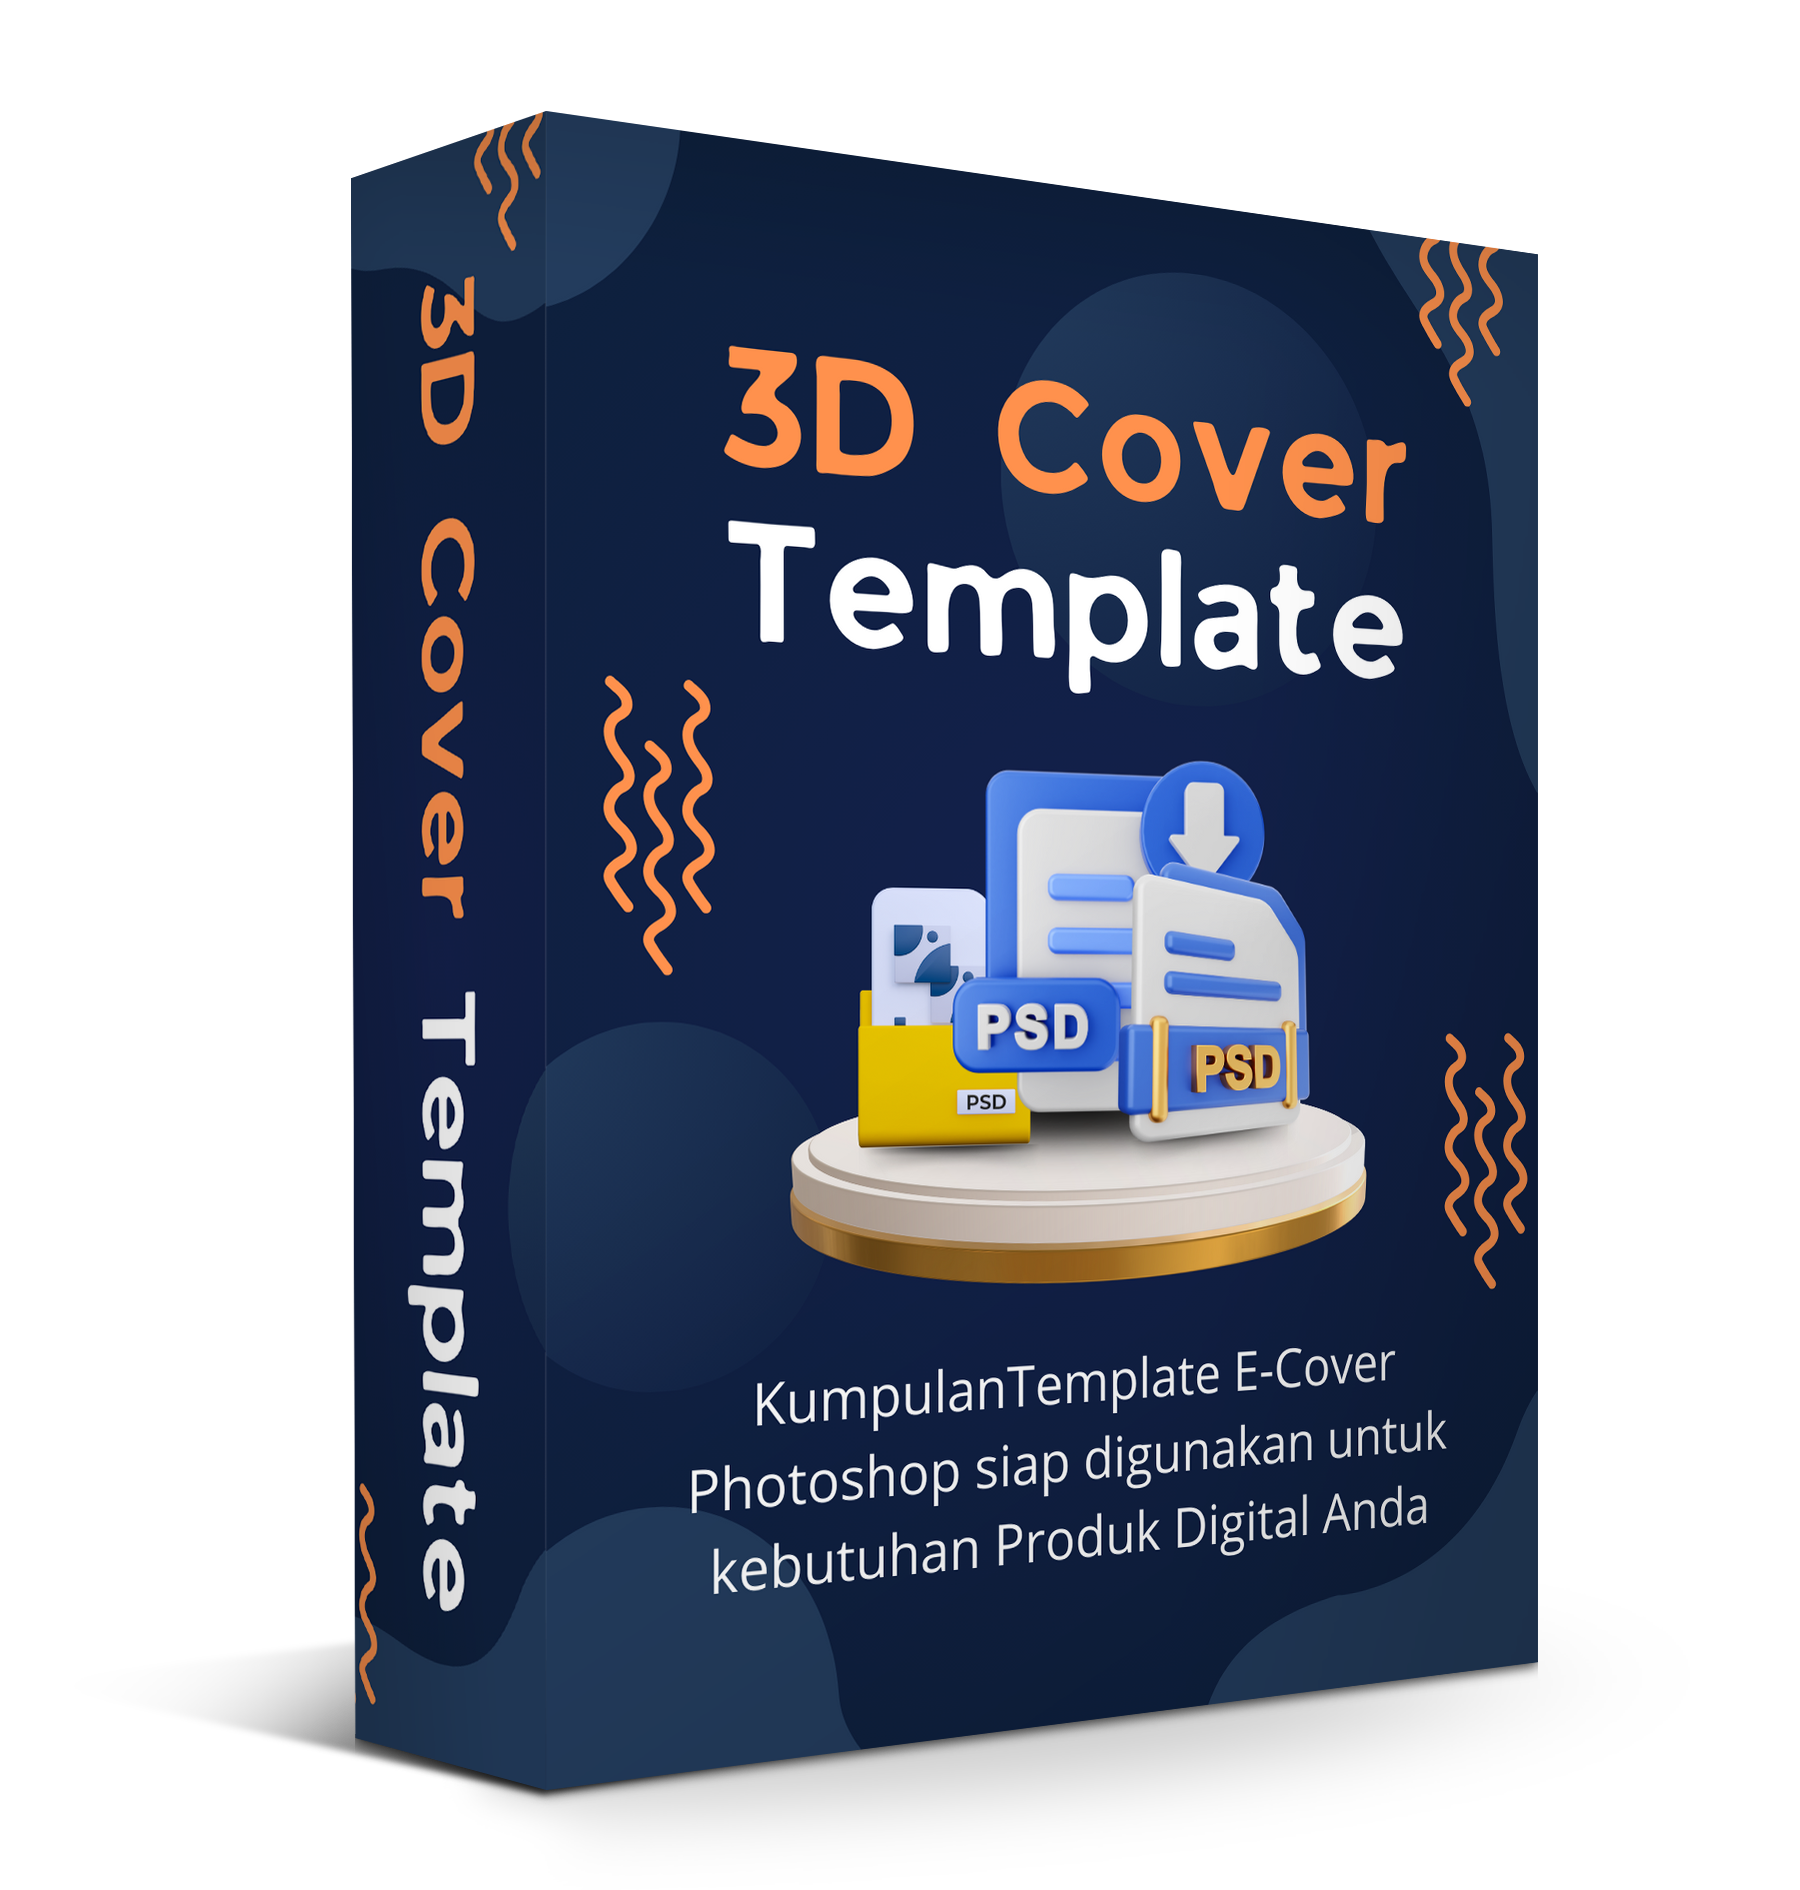 3D Cover Template
3D Cover
Template
PSD
PSD
PSD
KumpulanTemplate E-Cover
Photoshop siap digunakan untuk
kebutuhan Produk Digital Anda